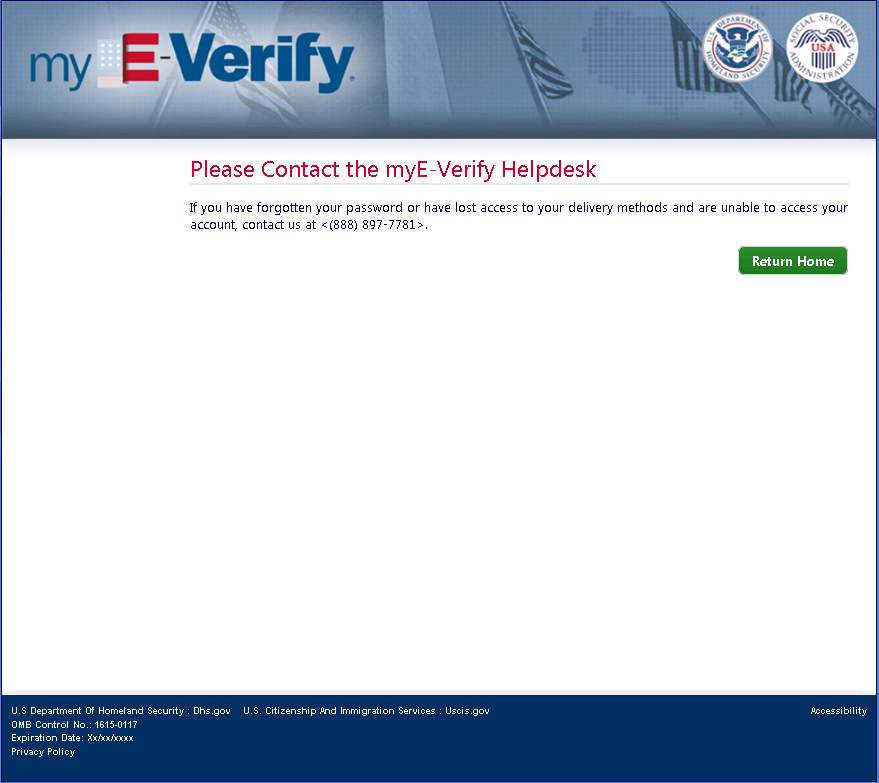 my E-Verify®
U.S. DEPARTMENT OF HOMELAND SECURITY
SOCIAL SECURITY ADMINISTRATION
USA
Please Contact the myE-Verify Helpdesk
If you have forgotten your password or have lost access to your delivery methods and are unable to access your
account, contact us at <(888) 897-7781>.
Return Home
U.S Department Of Homeland Security : Dhs.gov U.S. Citizenship And Immigration Services : Uscis.gov Accessibility
OMB Control No.: 1615-0117
Expiration Date: Xx/xx/xxxx
Privacy Policy